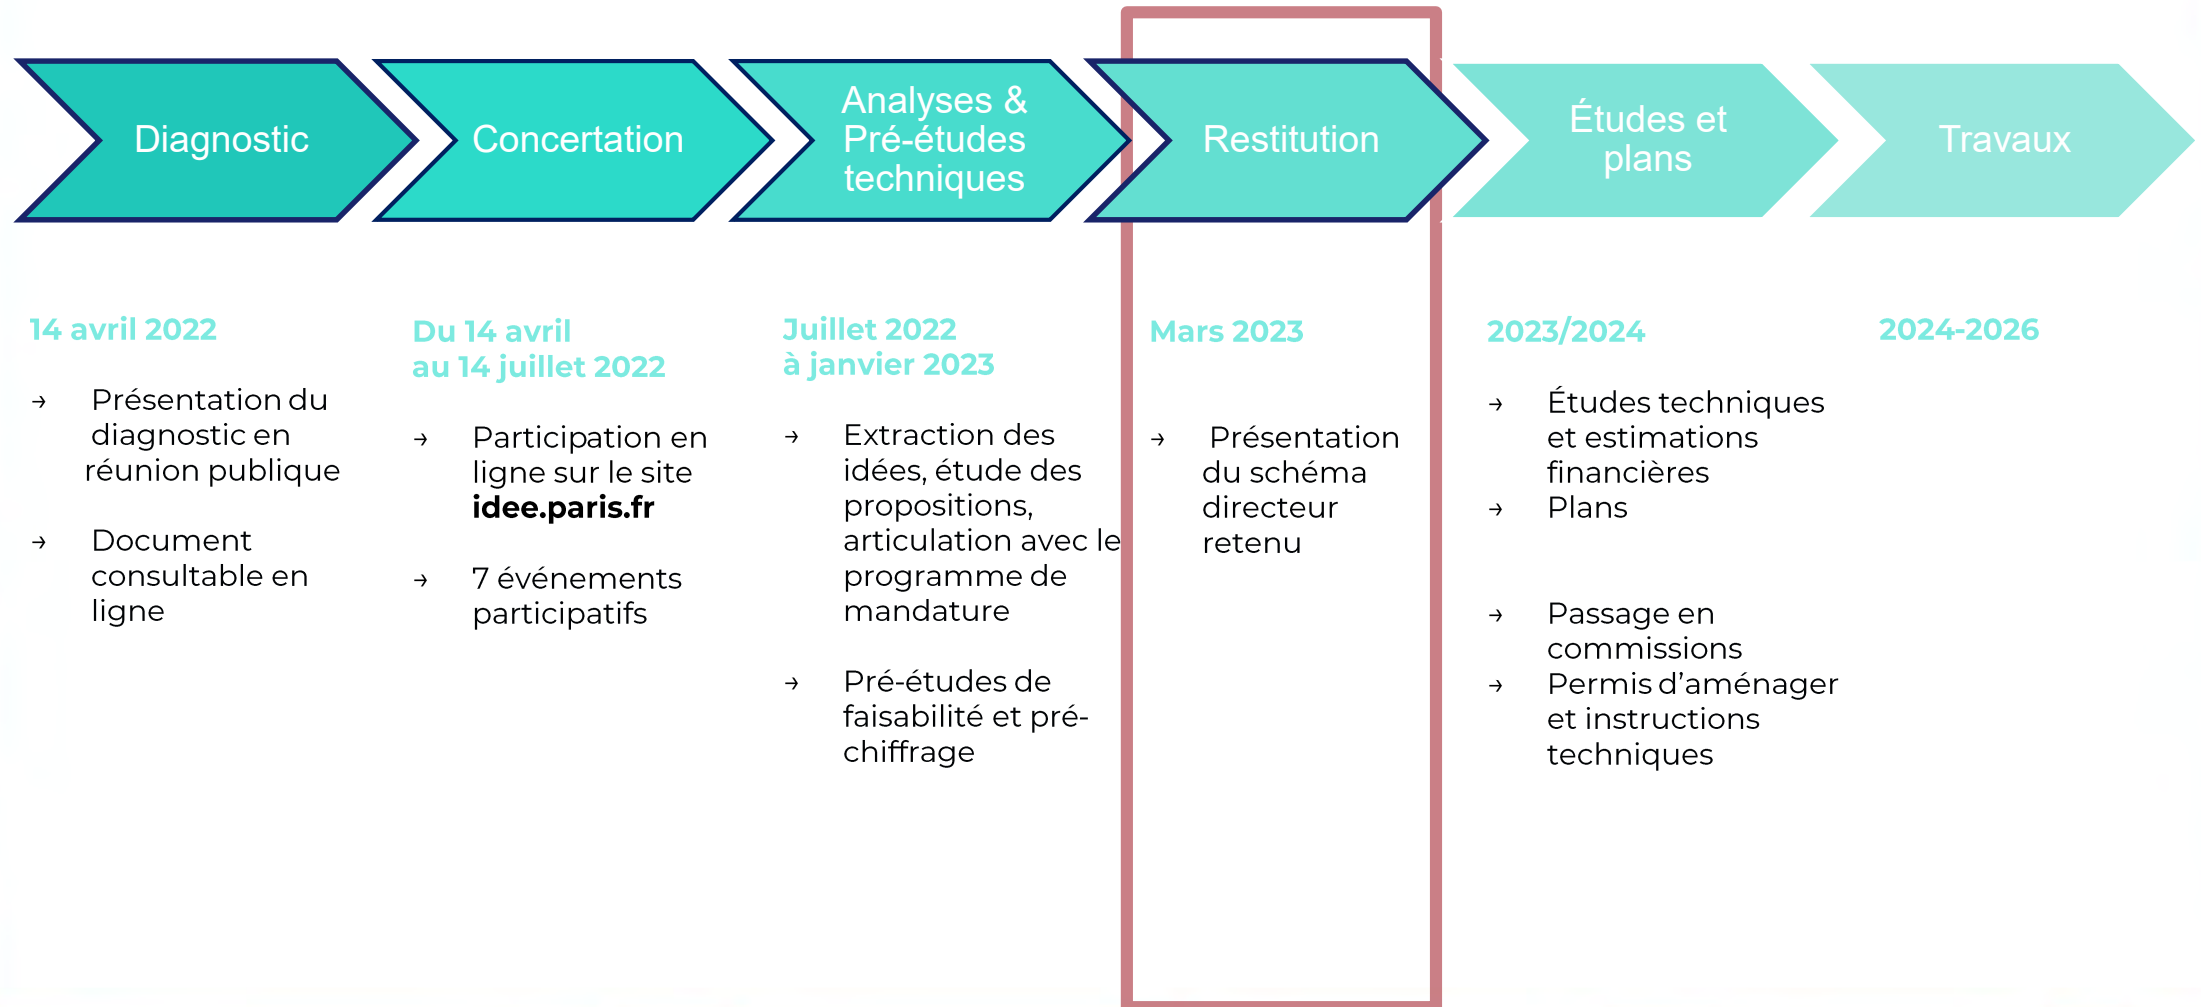 Diagnostic
Concertation
Analyses &
Pré-études
techniques
Restitution
Études et
plans
Travaux
14 avril 2022
→ Présentation du
diagnostic en
réunion publique
→ Document
consultable en
ligne
Du 14 avril
au 14 juillet 2022
→ Participation en
ligne sur le site
idee.paris.fr
→ 7 événements
participatifs
Juillet 2022
à janvier 2023
→ Extraction des
idées, étude des
propositions,
articulation avec le
programme de
mandature
→ Pré-études de
faisabilité et pré-
chiffrage
Mars 2023
→ Présentation
du schéma
directeur
retenu
2023/2024
→ Études techniques
et estimations
financières
→ Plans
→ Passage en
commissions
→ Permis d’aménager
et instructions
techniques
2024-2026